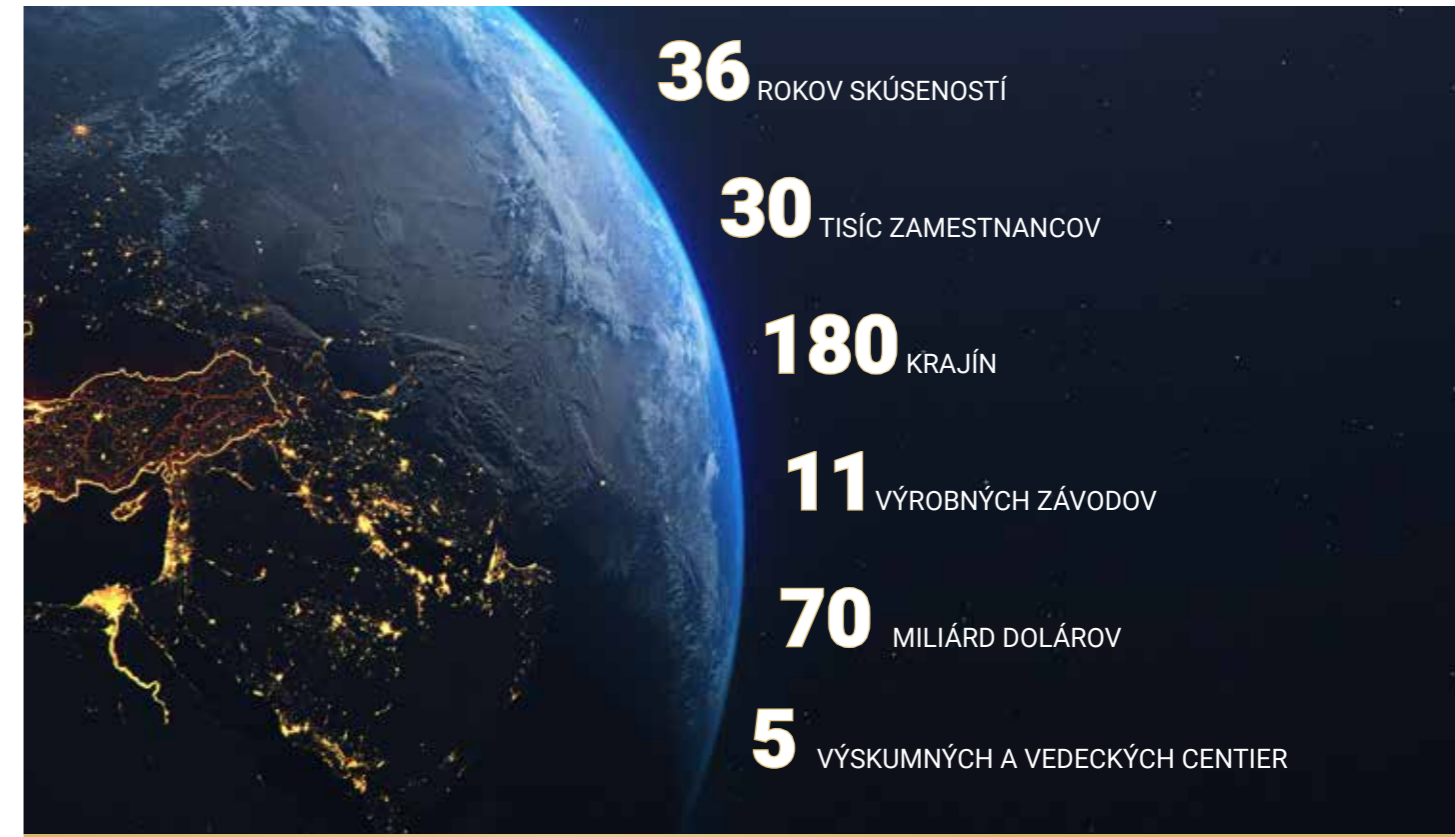 36 ROKOV SKÚSENOSTÍ
30 TISÍC ZAMESTNANCOV
180 KRAJÍN
11 VÝROBNÝCH ZÁVODOV
70 MILIÁRD DOLÁROV
5 VÝSKUMNÝCH A VEDECKÝCH CENTIER